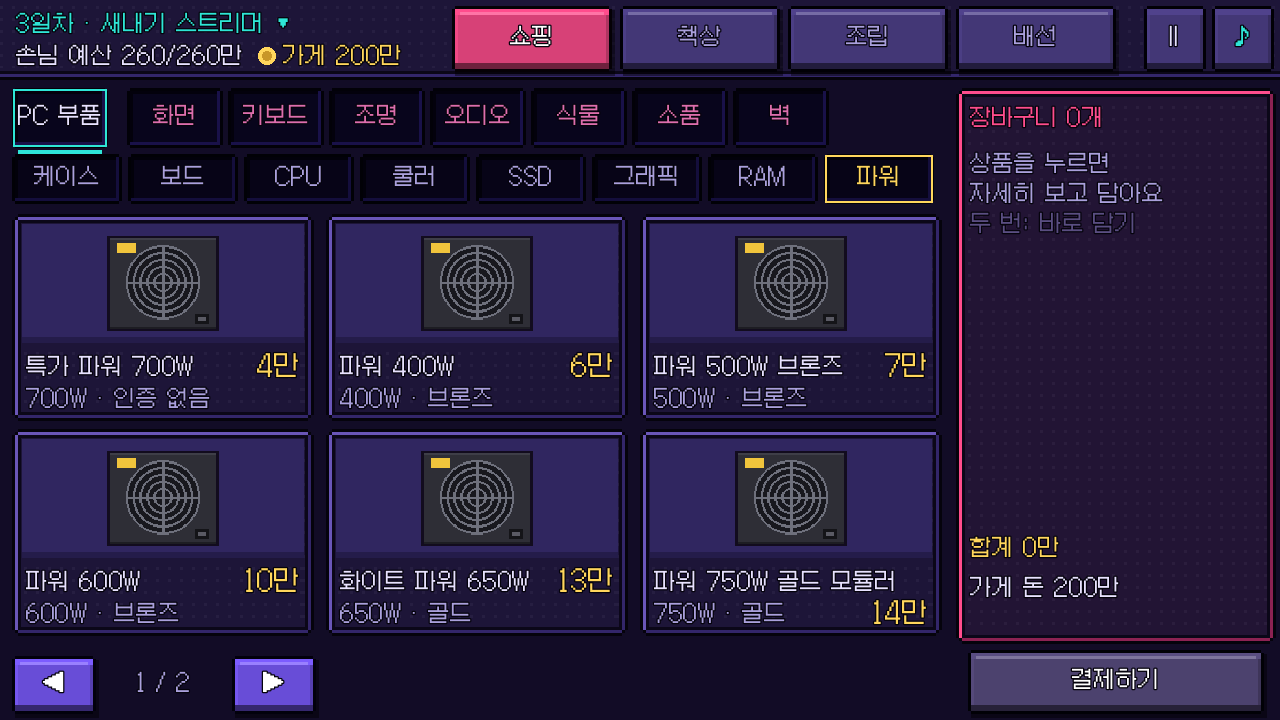 3일차 · 새내기 스트리머 ▼
손님 예산 260/260만 가게 200만
쇼핑
책상
조립
배선
PC 부품
화면
키보드
조명
오디오
식물
소품
벽
케이스
보드
CPU
쿨러
SSD
그래픽
RAM
파워
특가 파워 700W 4만
700W · 인증 없음
파워 400W 6만
400W · 브론즈
파워 500W 브론즈 7만
500W · 브론즈
파워 600W 10만
600W · 브론즈
화이트 파워 650W 13만
650W · 골드
파워 750W 골드 모듈러
750W · 골드 14만
1 / 2
장바구니 0개
상품을 누르면
자세히 보고 담아요
두 번: 바로 담기
합계 0만
가게 돈 200만
결제하기